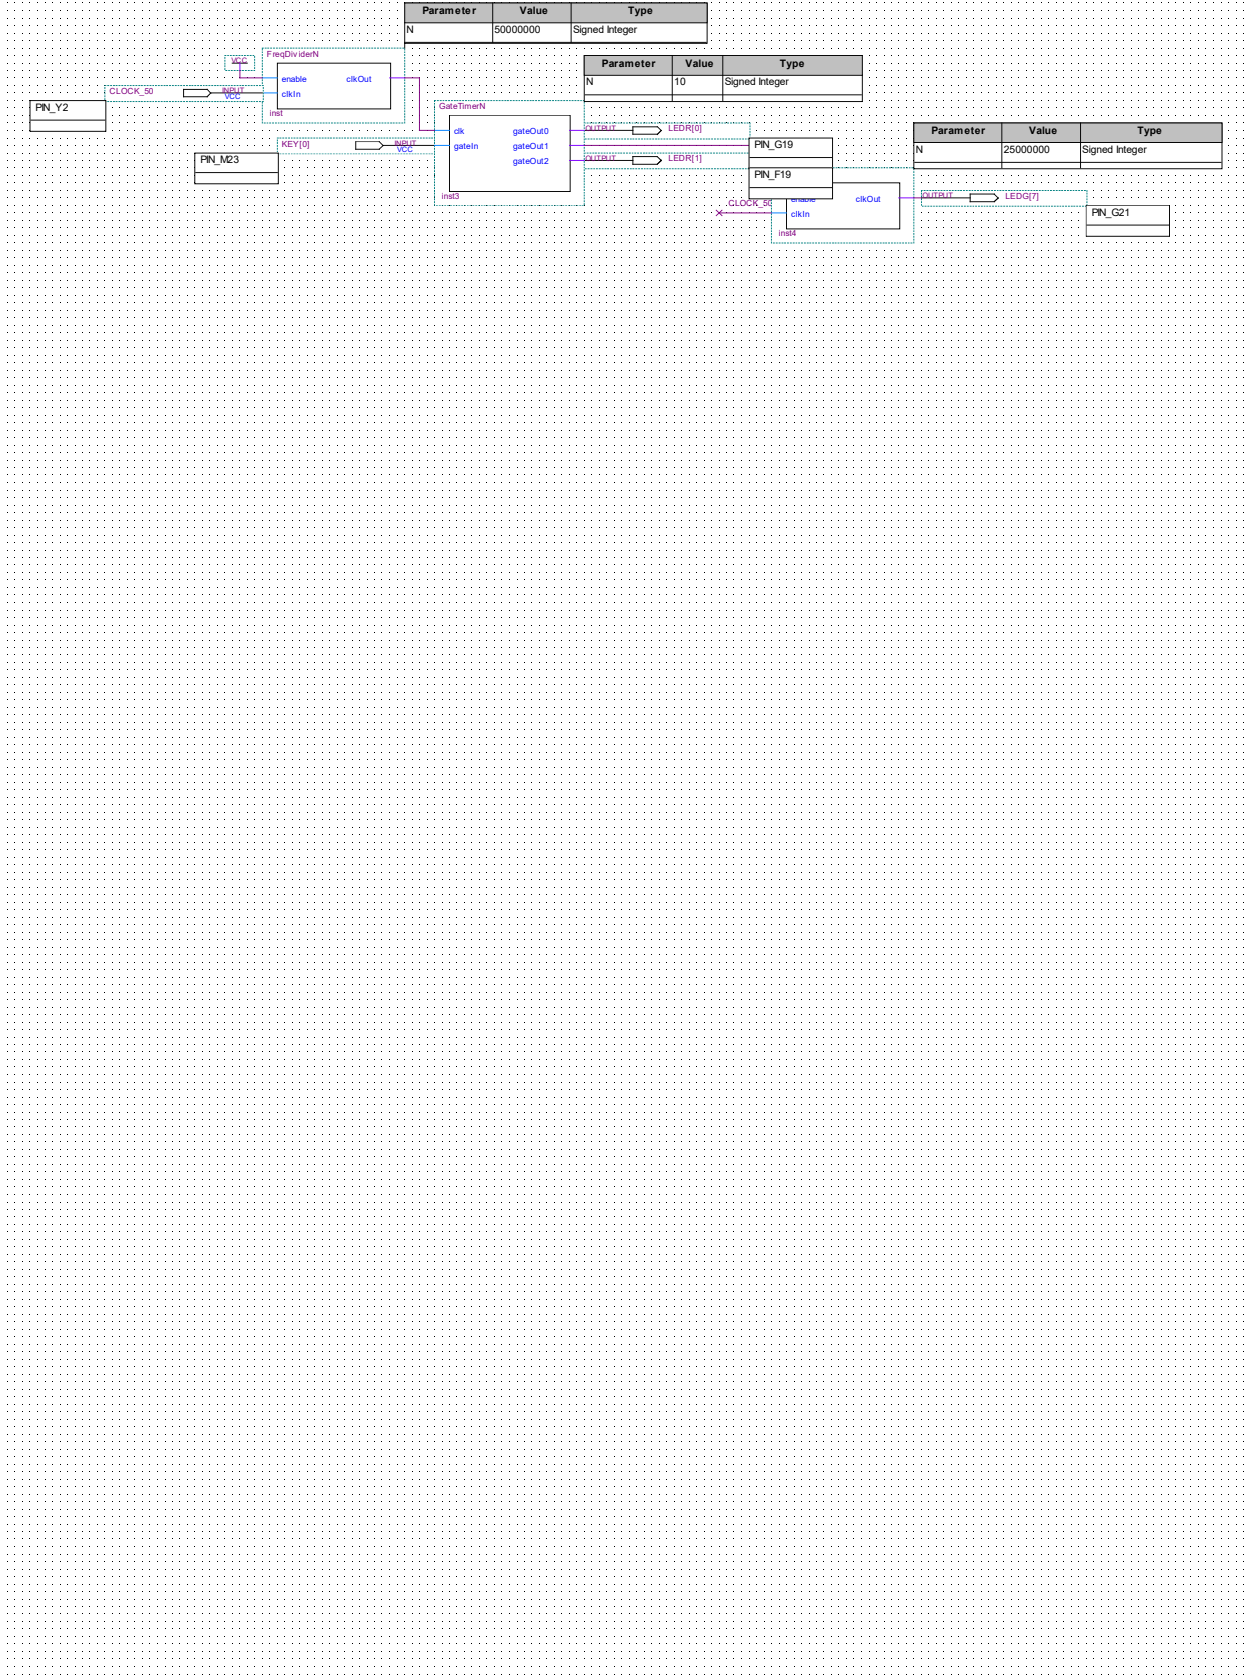 Parameter Value Type
N 50000000 Signed Integer
FreqDividerN
VCC
enable clkOut
clkIn
inst
CLOCK_50 INPUT
VCC
PIN_Y2
Parameter Value Type
N 10 Signed Integer
GateTimerN
clk gateOut0
gateIn gateOut1
gateOut2
inst3
KEY[0] INPUT
VCC
PIN_M23
OUTPUT LEDR[0]
OUTPUT LEDR[1]
PIN_G19
PIN_F19
Parameter Value Type
N 25000000 Signed Integer
enable clkOut
CLOCK_50 clkIn
inst4
OUTPUT LEDG[7]
PIN_G21